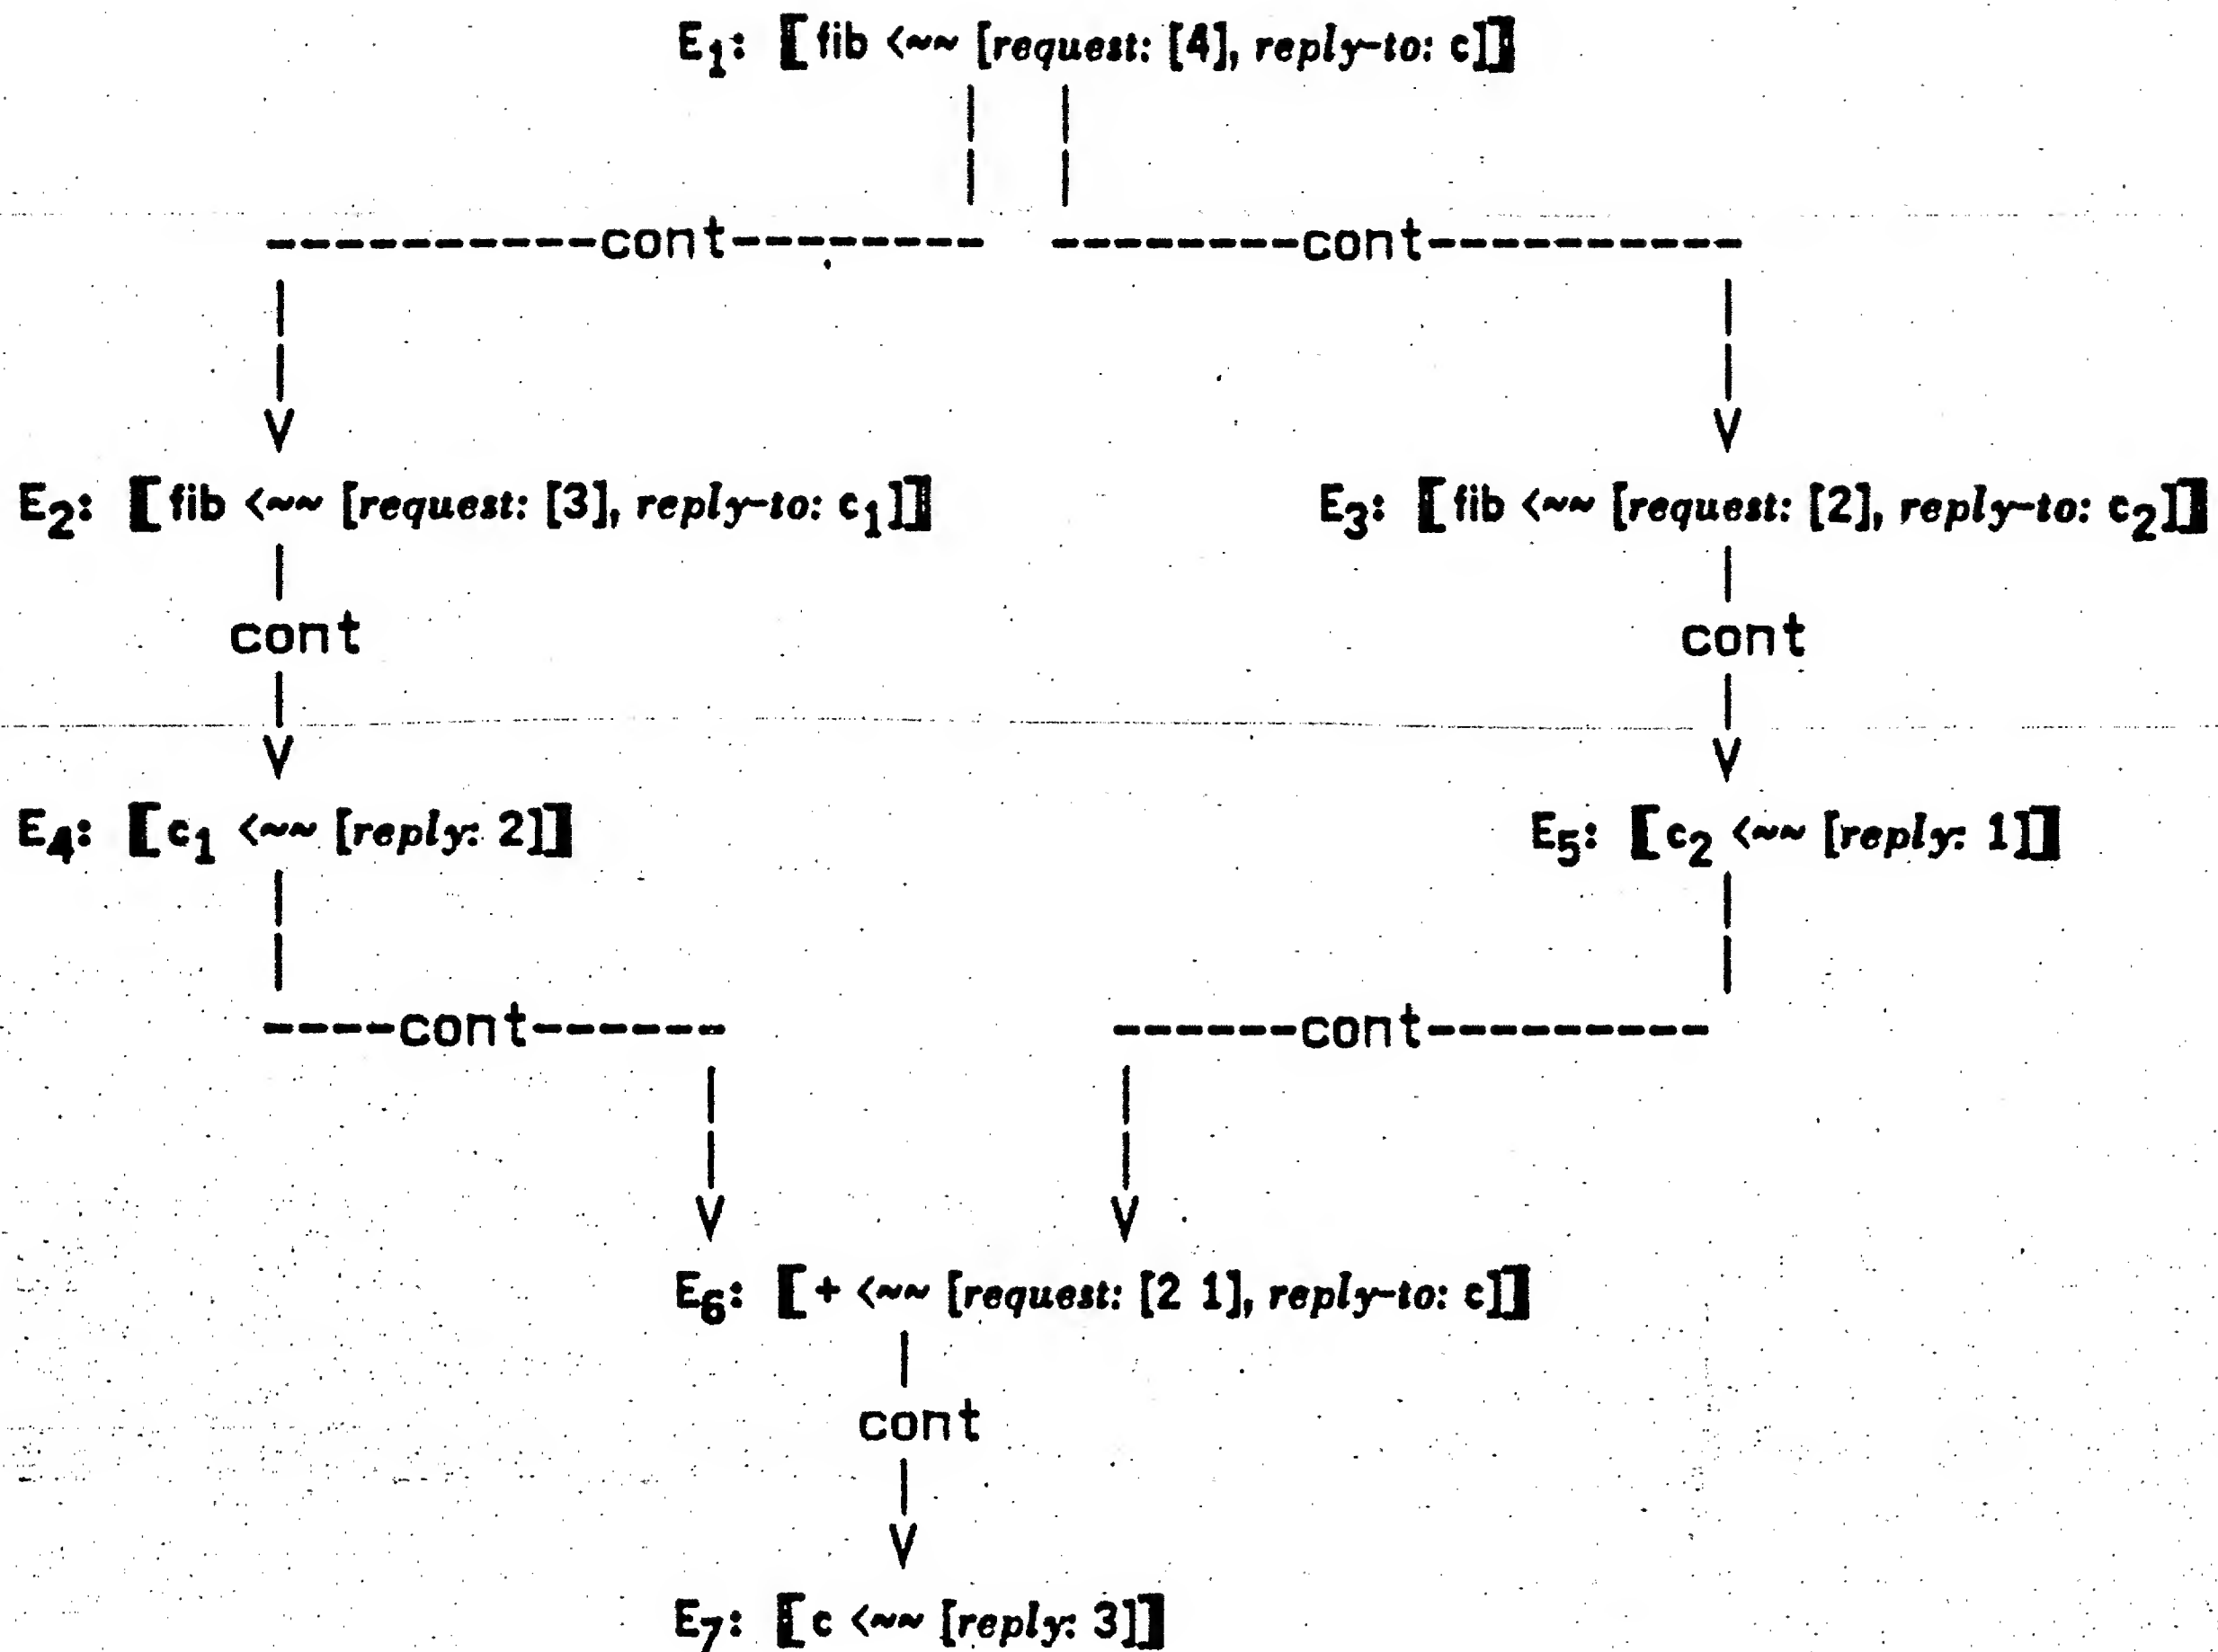 E₁: ⟦fib <~~ [request: [4], reply-to: c]⟧
cont cont
E₂: ⟦fib <~~ [request: [3], reply-to: c₁]⟧ E₃: ⟦fib <~~ [request: [2], reply-to: c₂]⟧
cont cont
E₄: ⟦c₁ <~~ [reply: 2]⟧ E₅: ⟦c₂ <~~ [reply: 1]⟧
cont cont
E₆: ⟦+ <~~ [request: [2 1], reply-to: c]⟧
cont
E₇: ⟦c <~~ [reply: 3]⟧